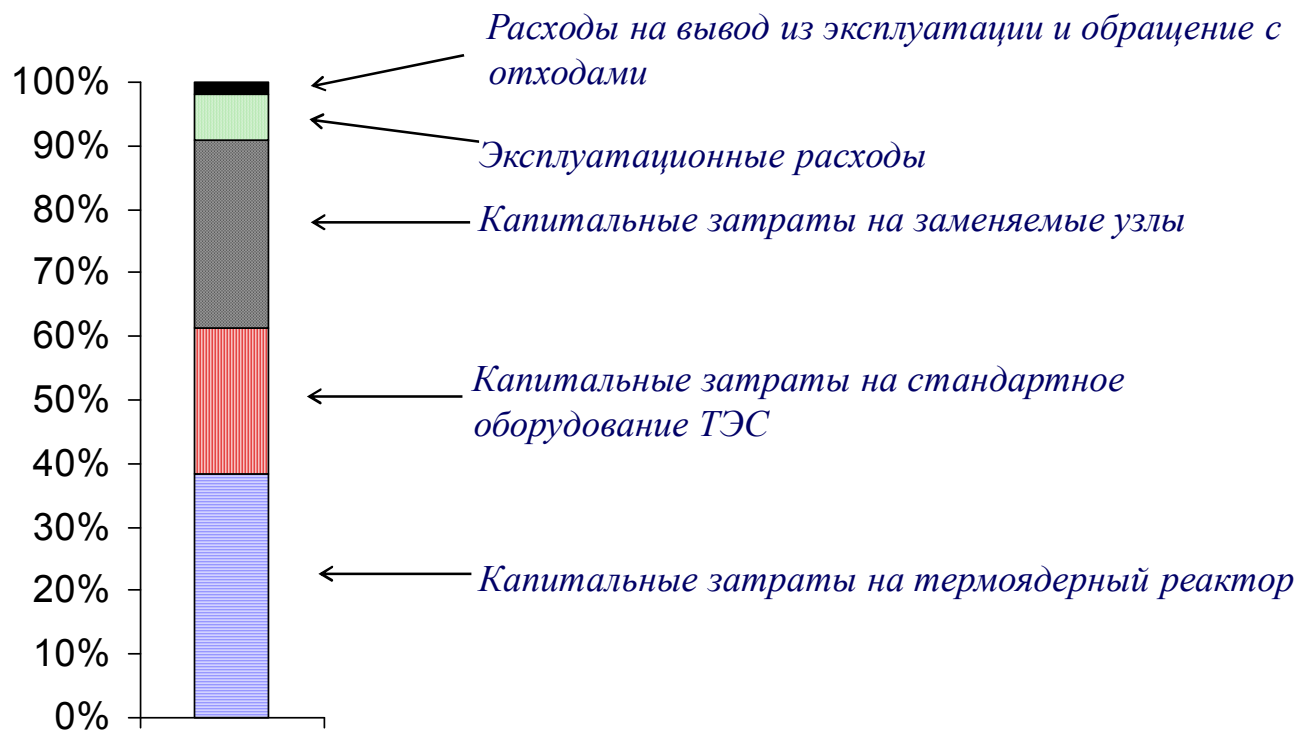 Расходы на вывод из эксплуатации и обращение с
отходами
100%
90%
Эксплуатационные расходы
80%
Капитальные затраты на заменяемые узлы
70%
60%
Капитальные затраты на стандартное
50%
оборудование ТЭС
40%
30%
Капитальные затраты на термоядерный реактор
20%
10%
0%